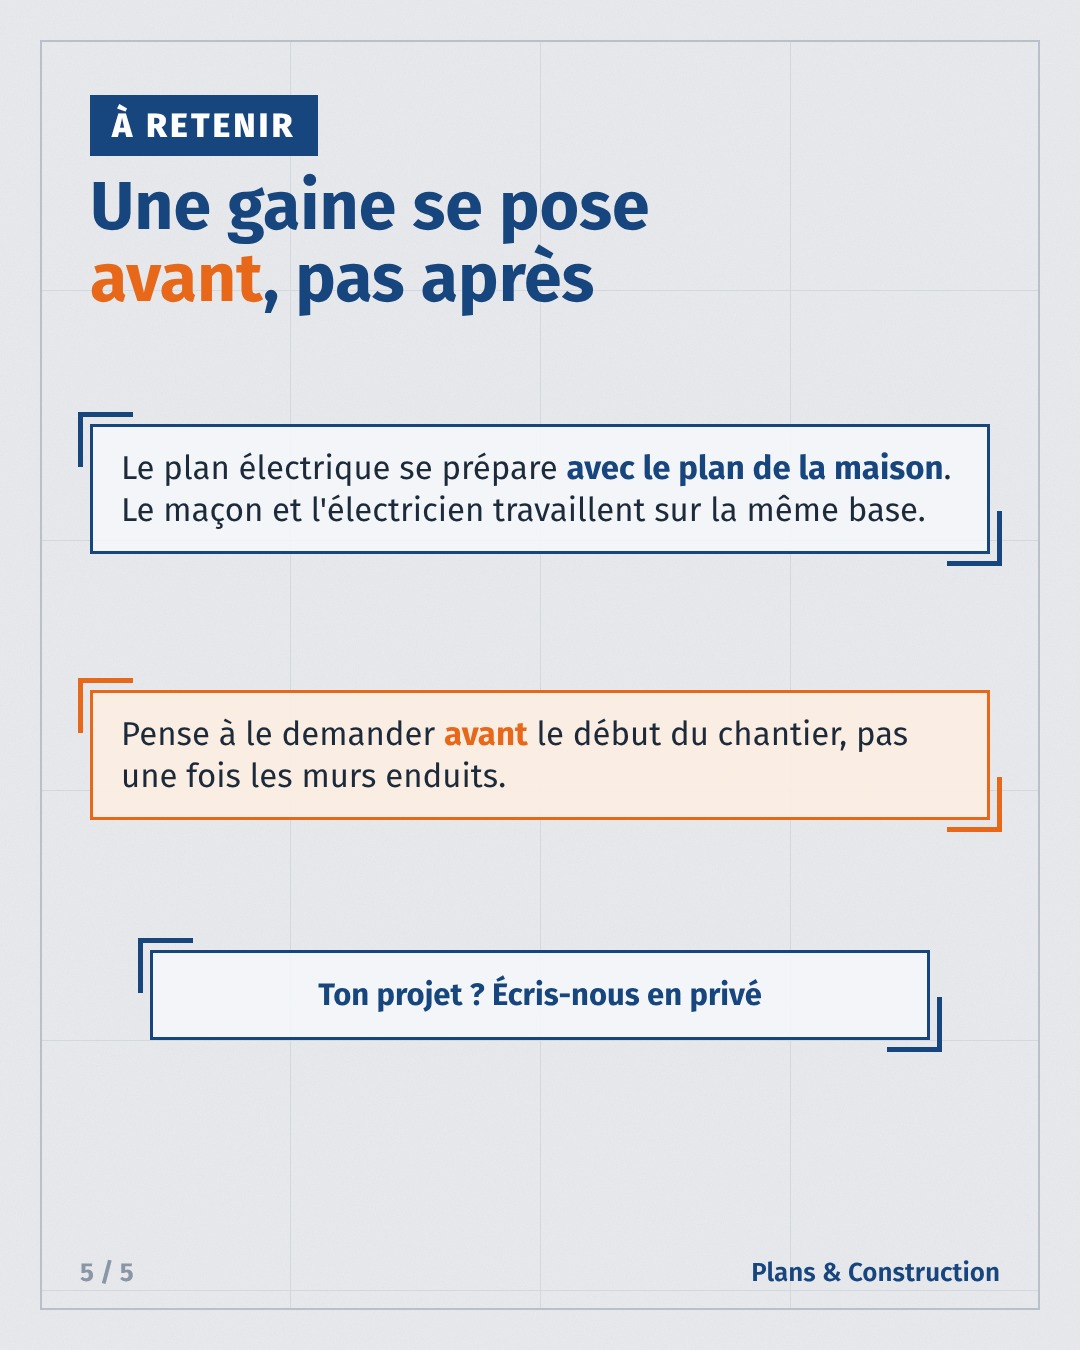 À RETENIR
Une gaine se pose
avant, pas après
Le plan électrique se prépare avec le plan de la maison.
Le maçon et l'électricien travaillent sur la même base.
Pense à le demander avant le début du chantier, pas
une fois les murs enduits.
Ton projet ? Écris-nous en privé
5 / 5
Plans & Construction